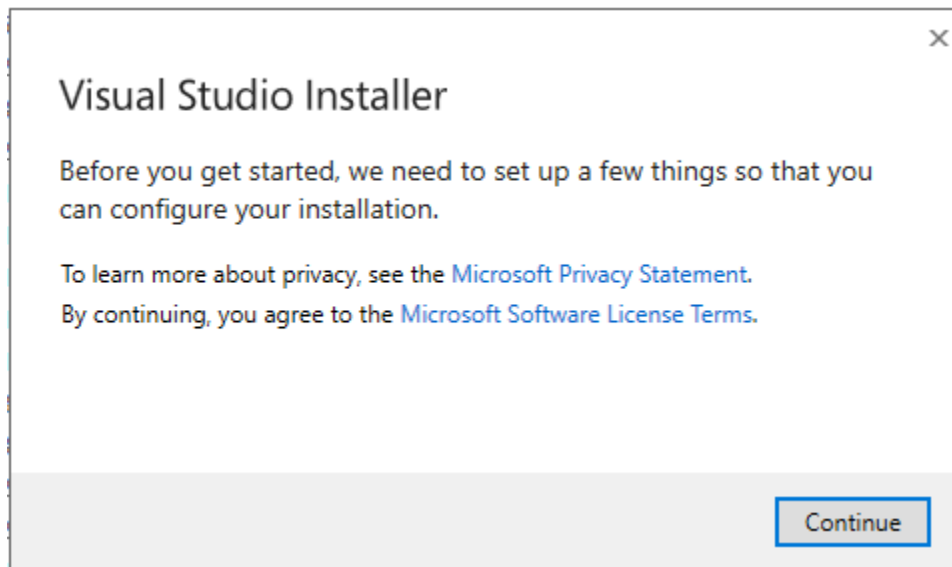 Visual Studio Installer
Before you get started, we need to set up a few things so that you
can configure your installation.
To learn more about privacy, see the Microsoft Privacy Statement.
By continuing, you agree to the Microsoft Software License Terms.
Continue